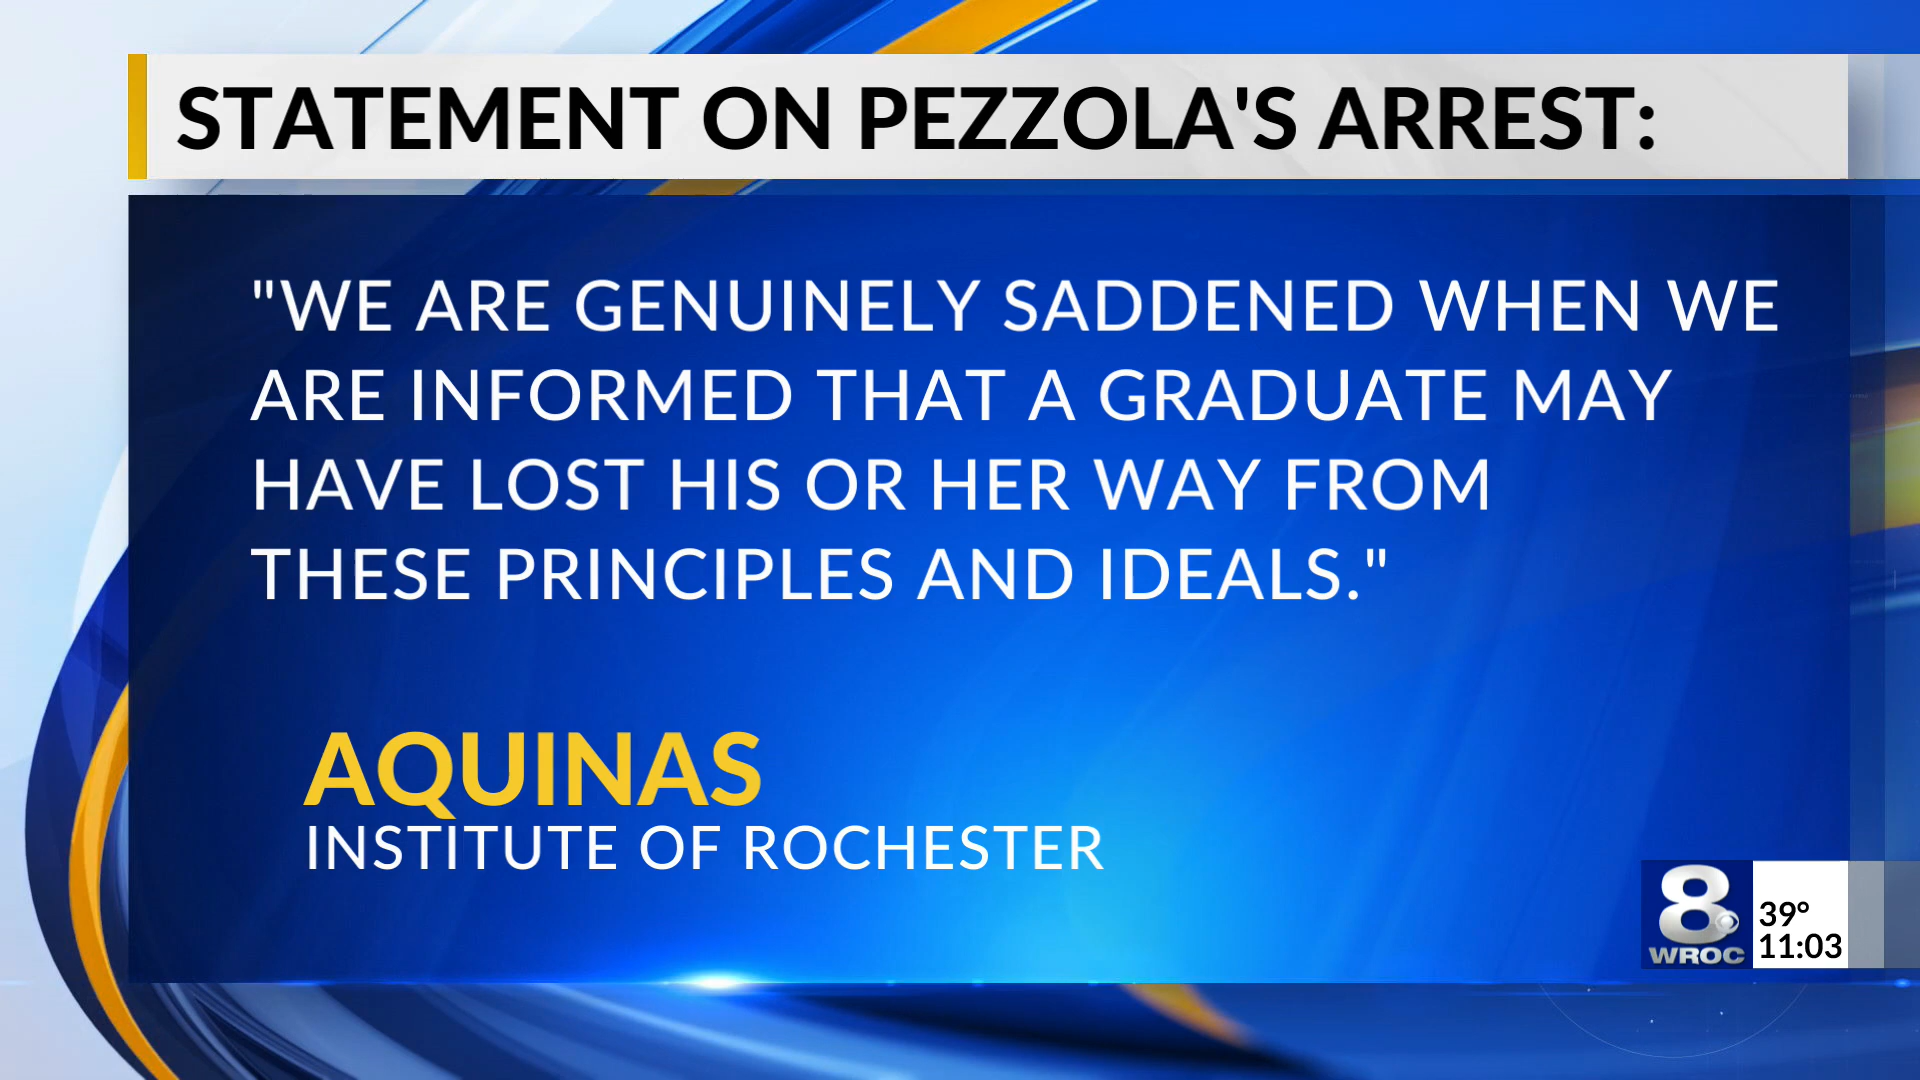 STATEMENT ON PEZZOLA'S ARREST:
"WE ARE GENUINELY SADDENED WHEN WE
ARE INFORMED THAT A GRADUATE MAY
HAVE LOST HIS OR HER WAY FROM
THESE PRINCIPLES AND IDEALS."
AQUINAS
INSTITUTE OF ROCHESTER
8
WROC
39°
11:03